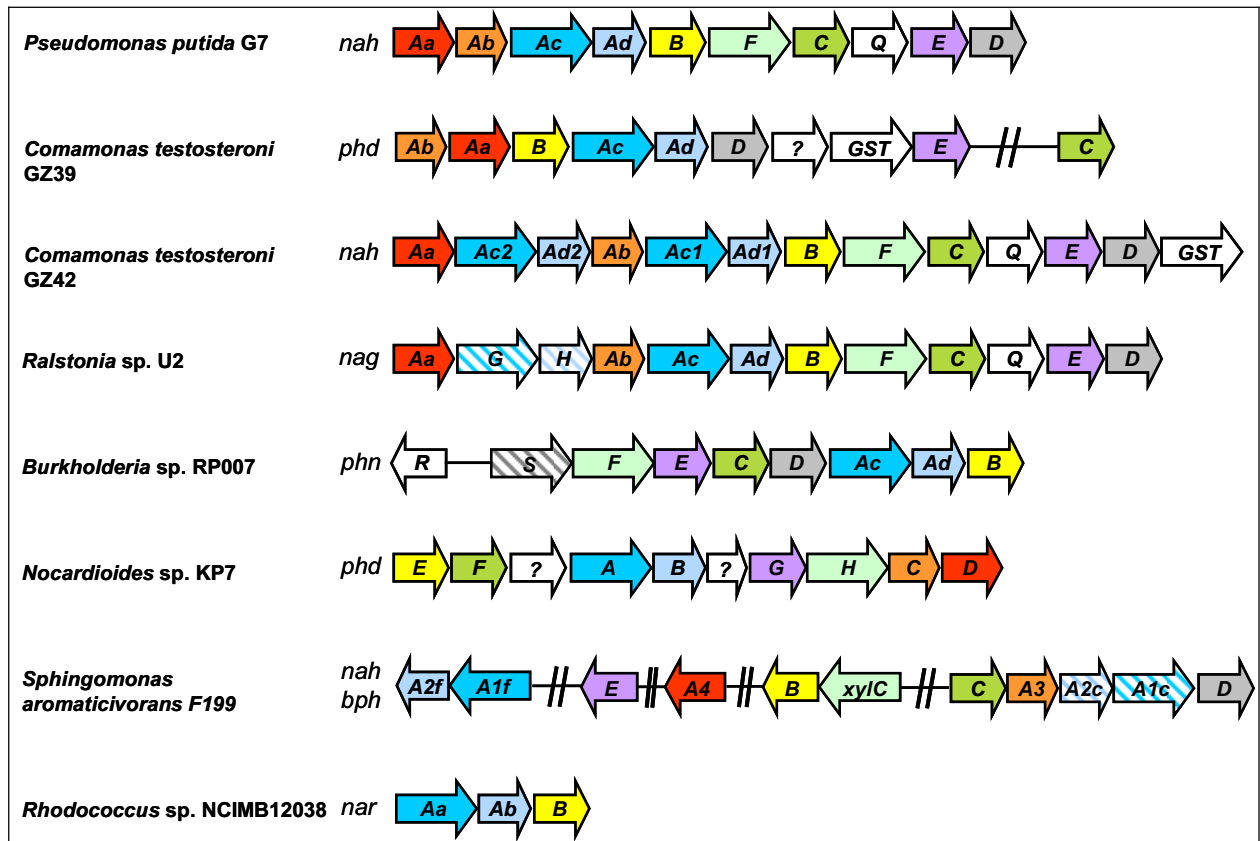 Pseudomonas putida G7 nah Aa Ab Ac Ad B F C Q E D
Comamonas testosteroni
GZ39
phd Ab Aa B Ac Ad D ? GST E C
Comamonas testosteroni
GZ42
nah Aa Ac2 Ad2 Ab Ac1 Ad1 B F C Q E D GST
Ralstonia sp. U2 nag Aa G H Ab Ac Ad B F C Q E D
Burkholderia sp. RP007 phn R S F E C D Ac Ad B
Nocardioides sp. KP7 phd E F ? A B ? G H C D
Sphingomonas
aromaticivorans F199
nah
bph
A2f A1f E A4 B xylC C A3 A2c A1c D
Rhodococcus sp. NCIMB12038 nar Aa Ab B